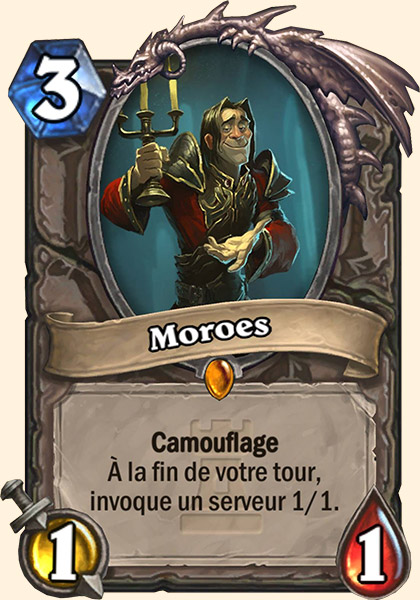 3
Moroes
Camouflage
À la fin de votre tour,
invoque un serveur 1/1.
1
1